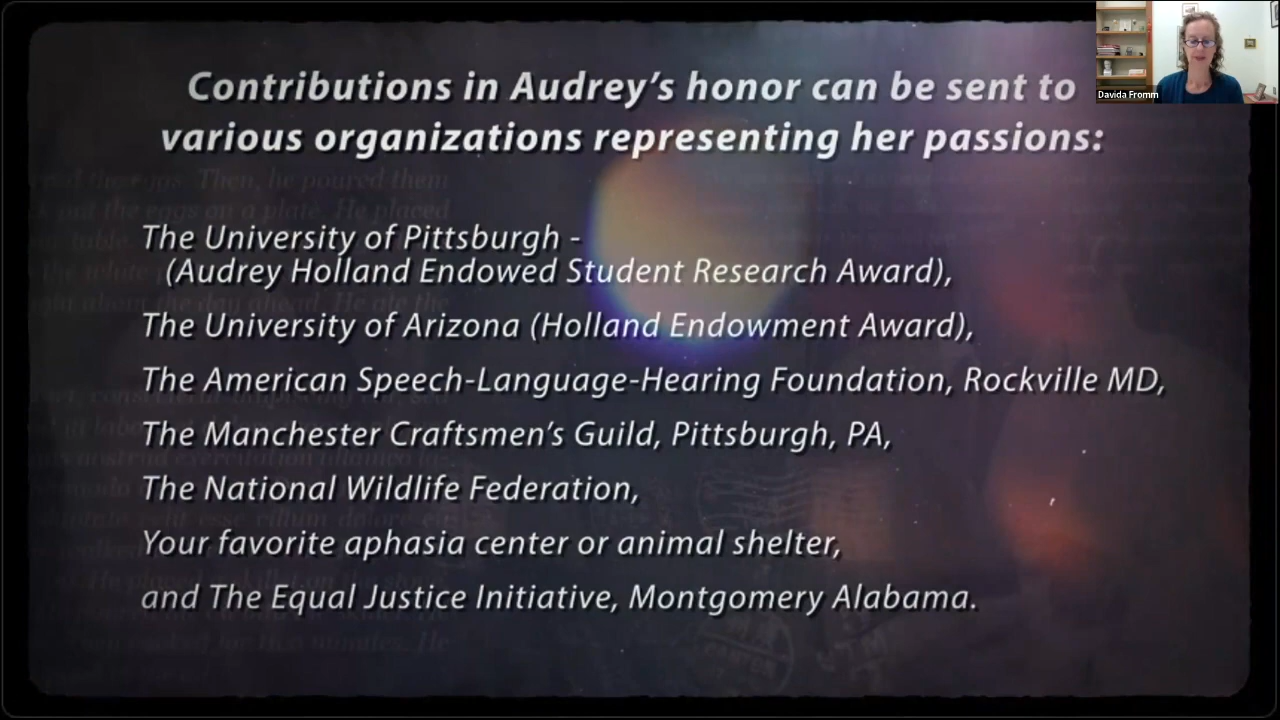 Contributions in Audrey’s honor can be sent to
various organizations representing her passions:
The University of Pittsburgh -
(Audrey Holland Endowed Student Research Award),
The University of Arizona (Holland Endowment Award),
The American Speech-Language-Hearing Foundation, Rockville MD,
The Manchester Craftsmen’s Guild, Pittsburgh, PA,
The National Wildlife Federation,
Your favorite aphasia center or animal shelter,
and The Equal Justice Initiative, Montgomery Alabama.
Davida Fromm